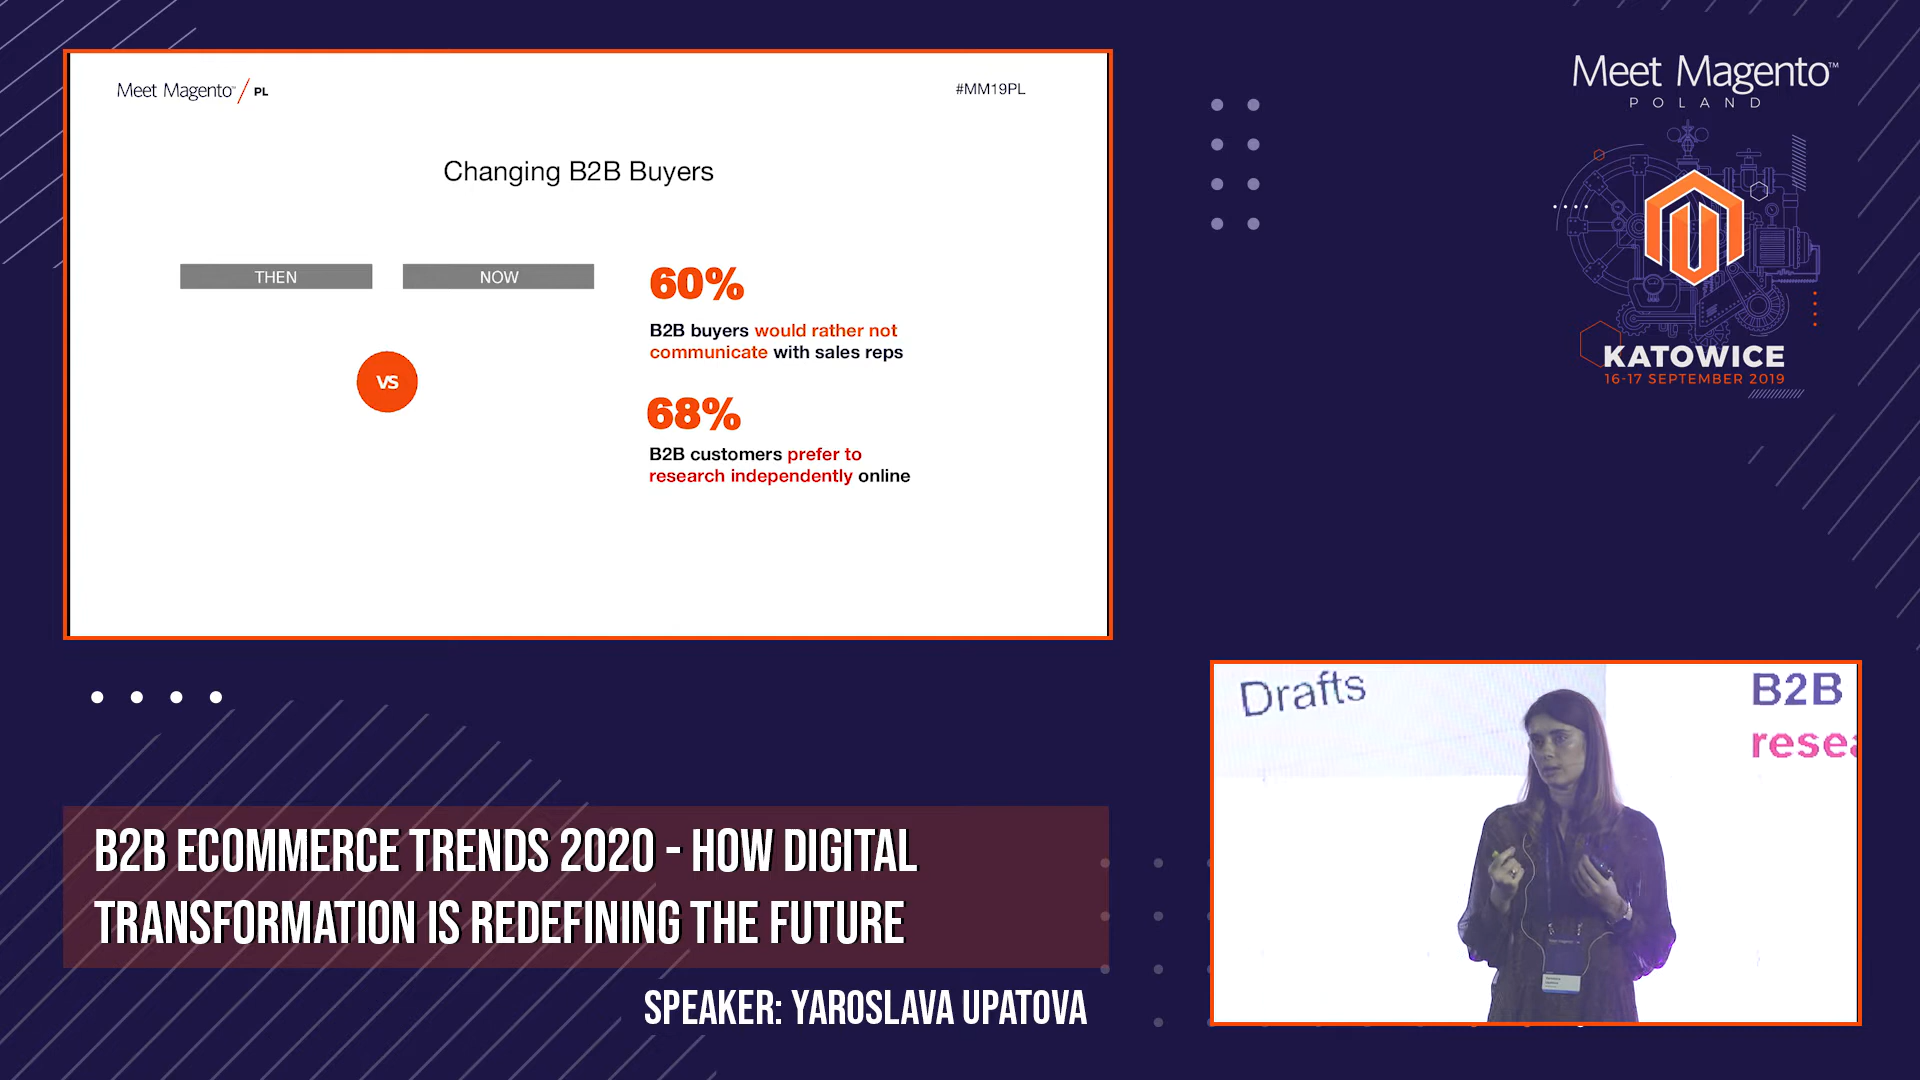 Meet Magento™ / PL
#MM19PL
Changing B2B Buyers
THEN
NOW
VS
60%
B2B buyers would rather not
communicate with sales reps
68%
B2B customers prefer to
research independently online
Meet Magento™
POLAND
KATOWICE
16-17 SEPTEMBER 2019
Drafts
B2B
B2B ECOMMERCE TRENDS 2020 - HOW DIGITAL
TRANSFORMATION IS REDEFINING THE FUTURE
SPEAKER: YAROSLAVA UPATOVA